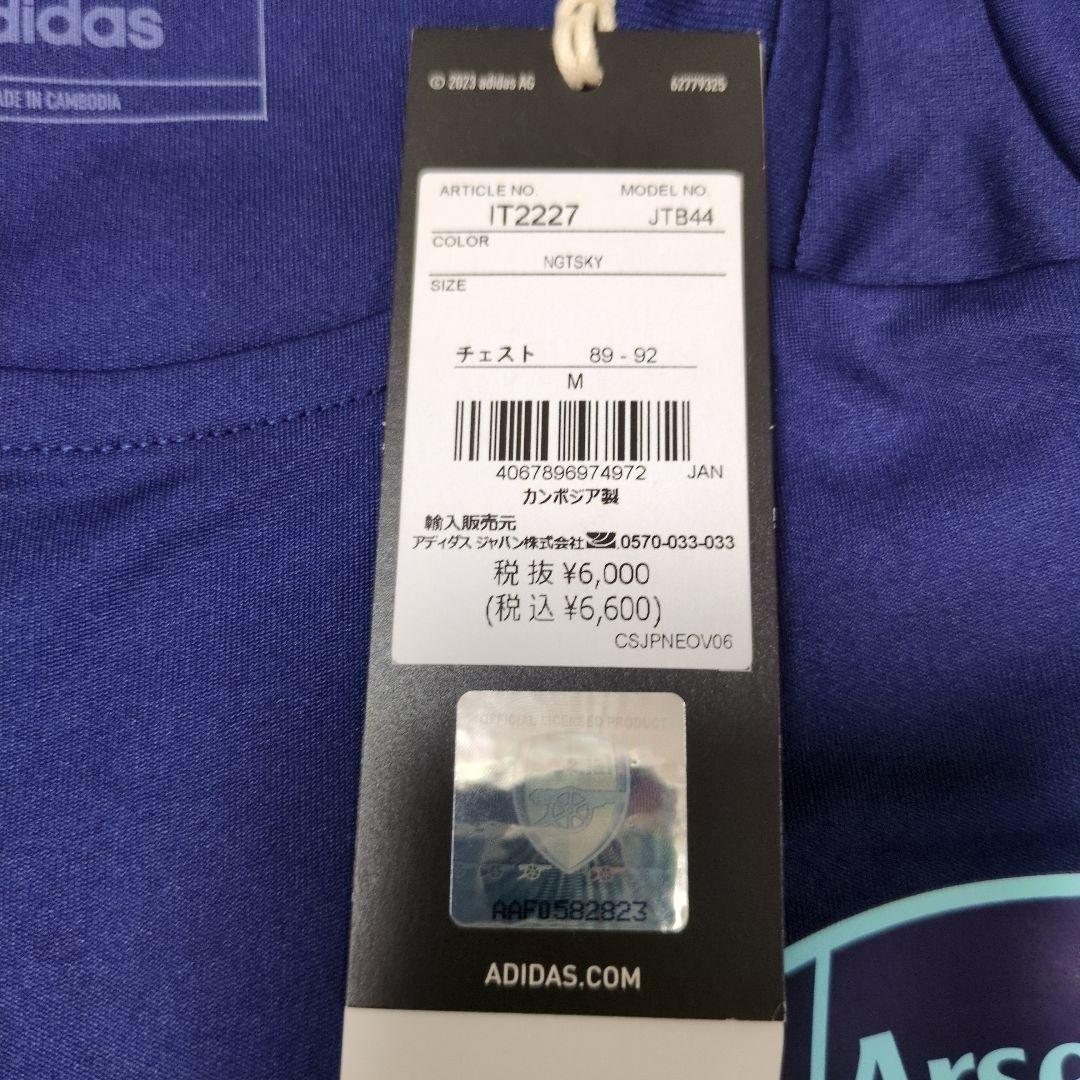 didas
ADE IN CAMBODIA
© 2023 adidas AG 62779325
ARTICLE NO. MODEL NO.
IT2227 JTB44
COLOR
NGTSKY
SIZE
チェスト 89 - 92
M
4067896974972 JAN
カンボジア製
輸入販売元
アディダス ジャパン株式会社 0570-033-033
税抜 ¥6,000
(税込 ¥6,600)
CSJPNEOV06
OFFICIAL LICENSED PRODUCT
AAF0582823
ADIDAS.COM
Arse